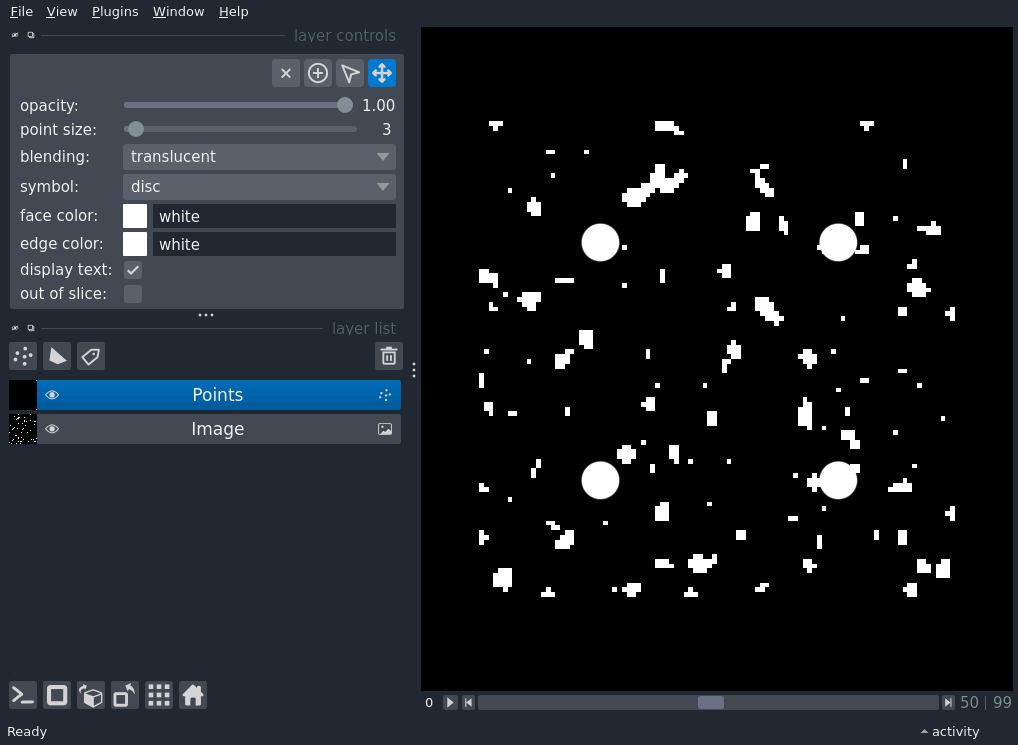 File View Plugins Window Help
layer controls
opacity: 1.00
point size: 3
blending: translucent
symbol: disc
face color: white
edge color: white
display text:
out of slice:
layer list
Points
Image
0 50 | 99
Ready activity